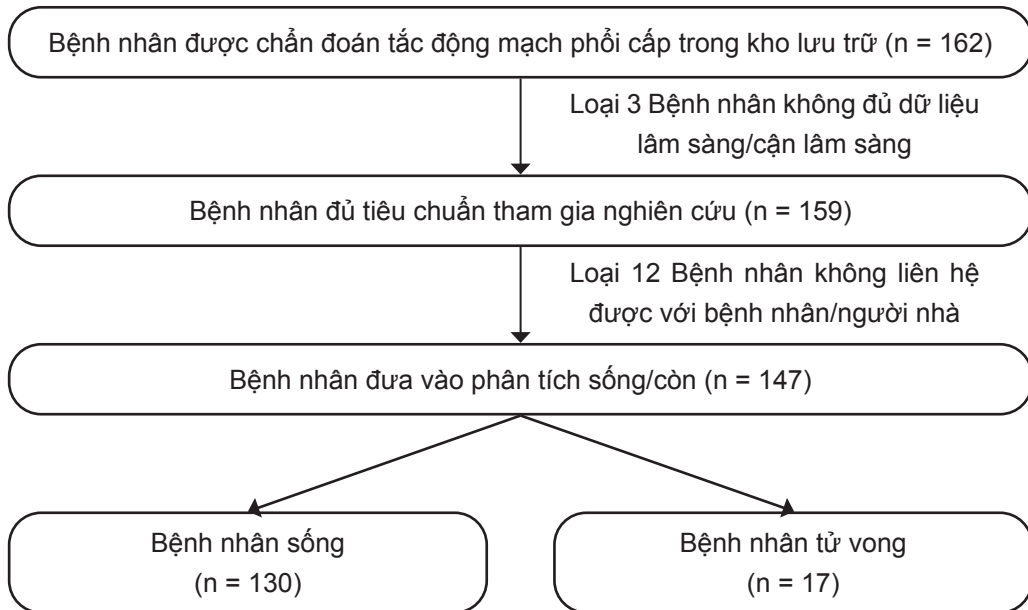 Bệnh nhân được chẩn đoán tắc động mạch phổi cấp trong kho lưu trữ (n = 162)
Loại 3 Bệnh nhân không đủ dữ liệu
lâm sàng/cận lâm sàng
Bệnh nhân đủ tiêu chuẩn tham gia nghiên cứu (n = 159)
Loại 12 Bệnh nhân không liên hệ
được với bệnh nhân/người nhà
Bệnh nhân đưa vào phân tích sống/còn (n = 147)
Bệnh nhân sống
(n = 130)
Bệnh nhân tử vong
(n = 17)